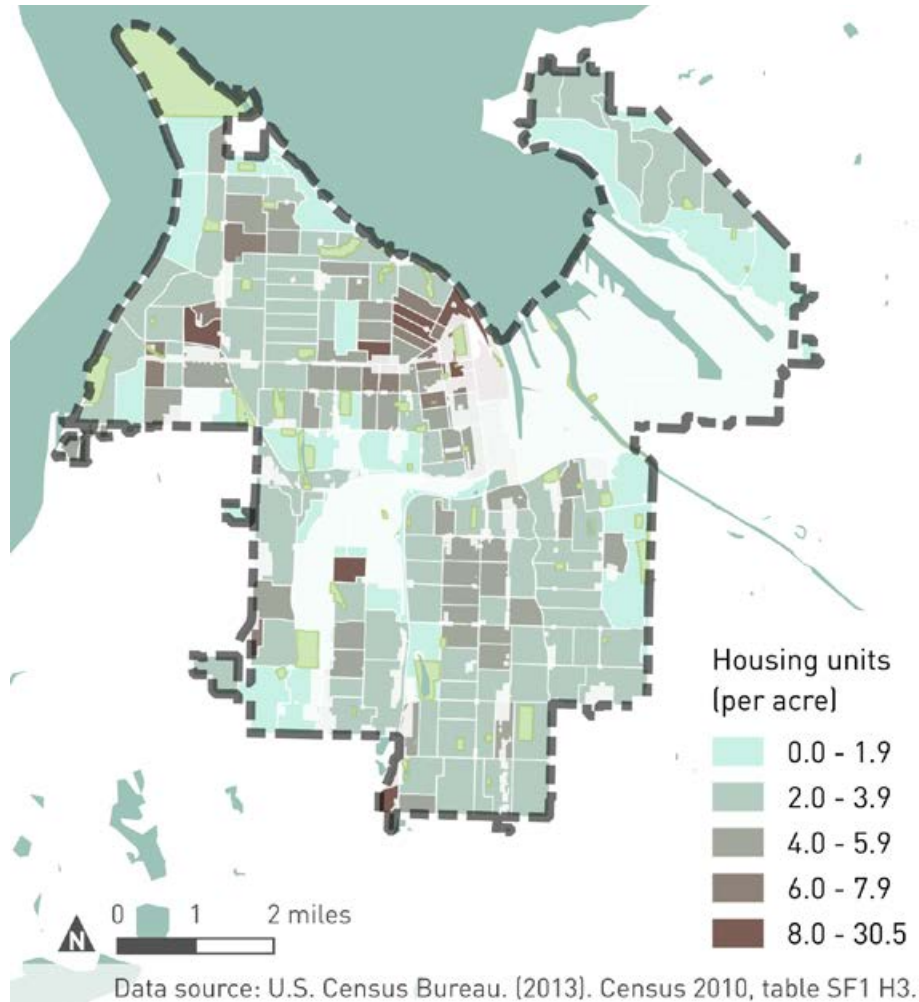 Housing units
(per acre)
0.0 - 1.9
2.0 - 3.9
4.0 - 5.9
6.0 - 7.9
8.0 - 30.5
0 1 2 miles
N
Data source: U.S. Census Bureau. (2013). Census 2010, table SF1 H3.